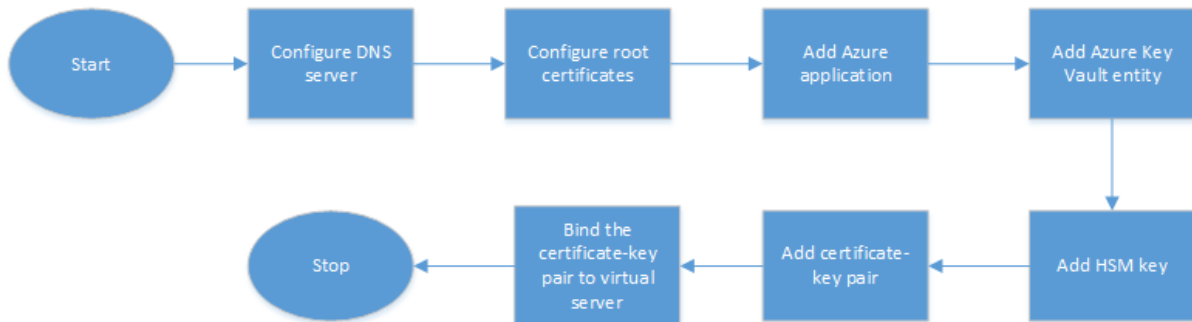 Start
Configure DNS
server
Configure root
certificates
Add Azure
application
Add Azure Key
Vault entity
Add HSM key
Add certificate-
key pair
Bind the
certificate-key
pair to virtual
server
Stop